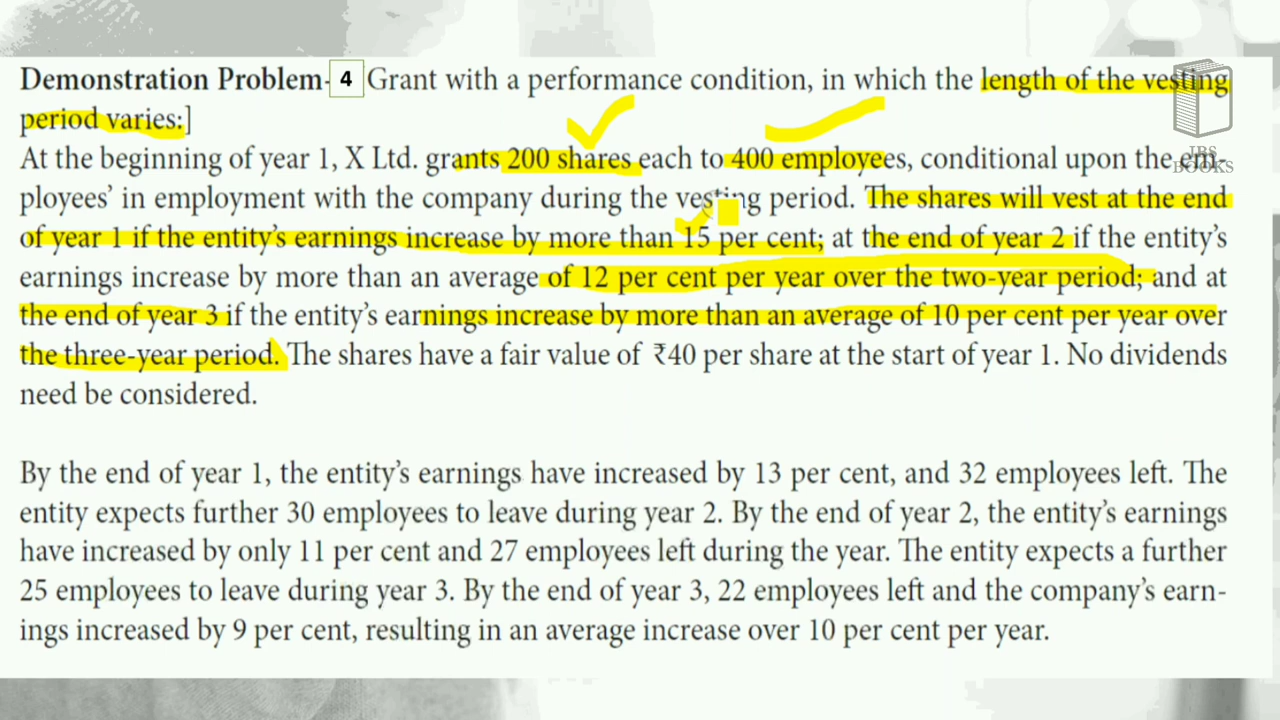 Demonstration Problem- 4 Grant with a performance condition, in which the length of the vesting
period varies:]
At the beginning of year 1, X Ltd. grants 200 shares each to 400 employees, conditional upon the em-
ployees’ in employment with the company during the vesting period. The shares will vest at the end
of year 1 if the entity’s earnings increase by more than 15 per cent; at the end of year 2 if the entity’s
earnings increase by more than an average of 12 per cent per year over the two-year period; and at
the end of year 3 if the entity’s earnings increase by more than an average of 10 per cent per year over
the three-year period. The shares have a fair value of ₹40 per share at the start of year 1. No dividends
need be considered.
By the end of year 1, the entity’s earnings have increased by 13 per cent, and 32 employees left. The
entity expects further 30 employees to leave during year 2. By the end of year 2, the entity’s earnings
have increased by only 11 per cent and 27 employees left during the year. The entity expects a further
25 employees to leave during year 3. By the end of year 3, 22 employees left and the company’s earn-
ings increased by 9 per cent, resulting in an average increase over 10 per cent per year.
JBS
BOOKS